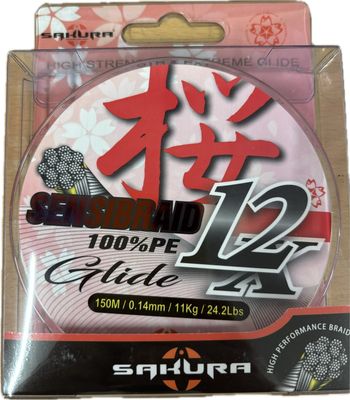 SAKURA
HIGH STRENGTH & EXTREME GLIDE
桜
SENSIBRAID
100%PE
12X
Glide
150M / 0.14mm / 11Kg / 24.2Lbs
HIGH PERFORMANCE BRAID
SAKURA